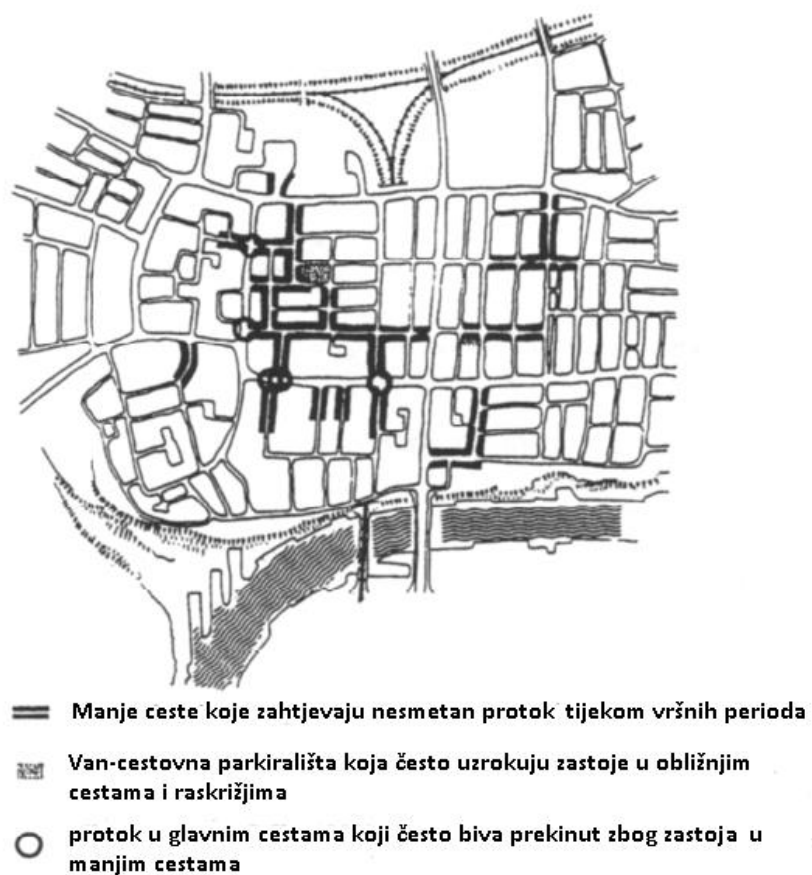 Manje ceste koje zahtjevaju nesmetan protok tijekom vršnih perioda
Van-cestovna parkirališta koja često uzrokuju zastoje u obližnjim
cestama i raskrižjima
protok u glavnim cestama koji često biva prekinut zbog zastoja u
manjim cestama